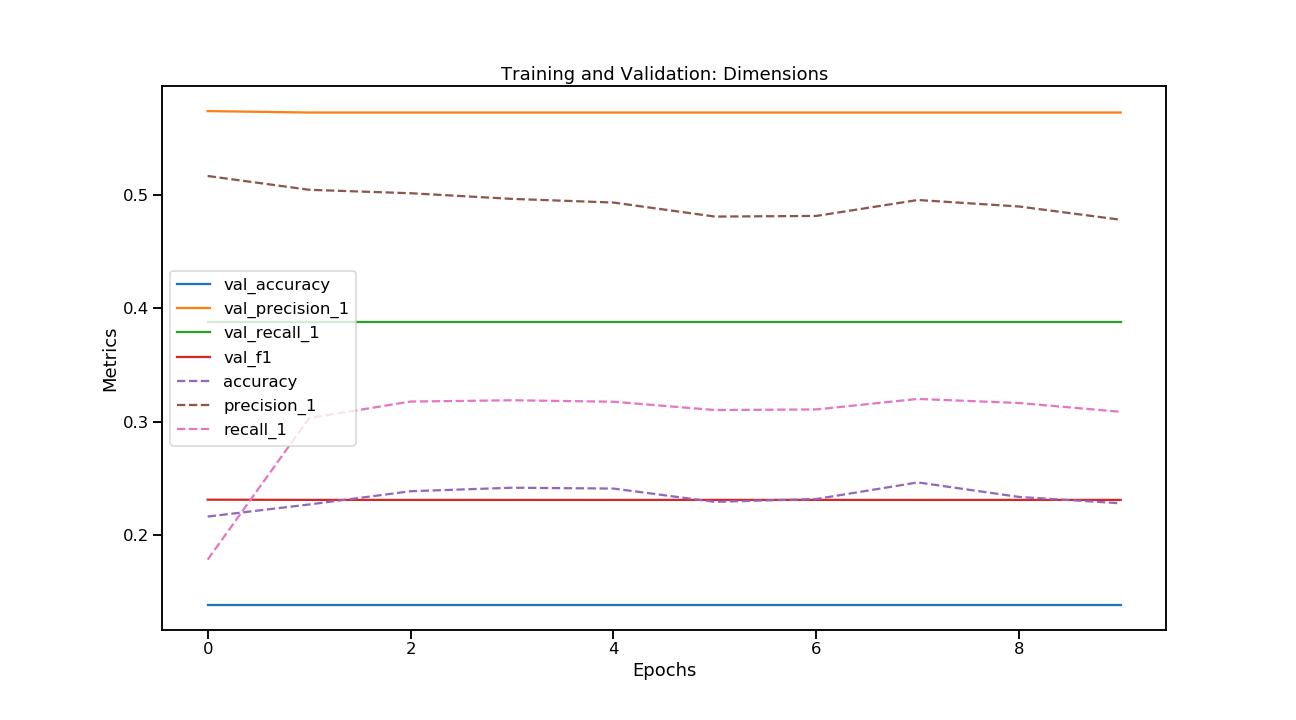 Training and Validation: Dimensions
Metrics
0.5
0.4
0.3
0.2
val_accuracy
val_precision_1
val_recall_1
val_f1
accuracy
precision_1
recall_1
0 2 4 6 8
Epochs